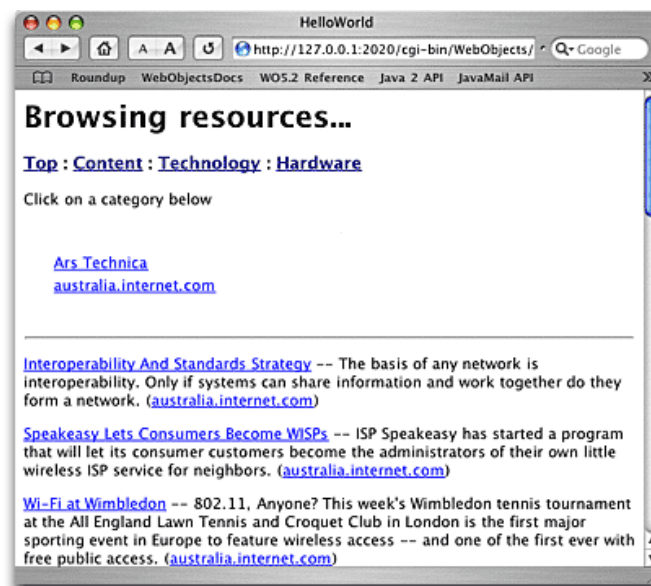 HelloWorld
A A http://127.0.0.1:2020/cgi-bin/WebObjects/ Q Google
Roundup WebObjectsDocs WO5.2 Reference Java 2 API JavaMail API »
Browsing resources...
Top : Content : Technology : Hardware
Click on a category below
Ars Technica
australia.internet.com
Interoperability And Standards Strategy -- The basis of any network is
interoperability. Only if systems can share information and work together do they
form a network. (australia.internet.com)
Speakeasy Lets Consumers Become WISPs -- ISP Speakeasy has started a program
that will let its consumer customers become the administrators of their own little
wireless ISP service for neighbors. (australia.internet.com)
Wi-Fi at Wimbledon -- 802.11, Anyone? This week's Wimbledon tennis tournament
at the All England Lawn Tennis and Croquet Club in London is the first major
sporting event in Europe to feature wireless access -- and one of the first ever with
free public access. (australia.internet.com)